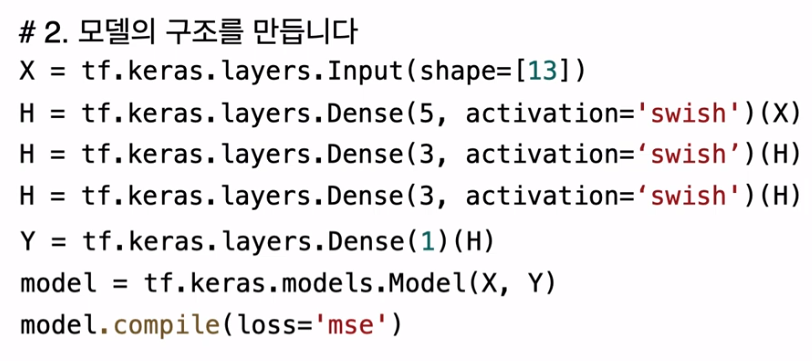 # 2. 모델의 구조를 만듭니다
X = tf.keras.layers.Input(shape=[13])
H = tf.keras.layers.Dense(5, activation='swish')(X)
H = tf.keras.layers.Dense(3, activation=‘swish’)(H)
H = tf.keras.layers.Dense(3, activation=‘swish')(H)
Y = tf.keras.layers.Dense(1)(H)
model = tf.keras.models.Model(X, Y)
model.compile(loss='mse')